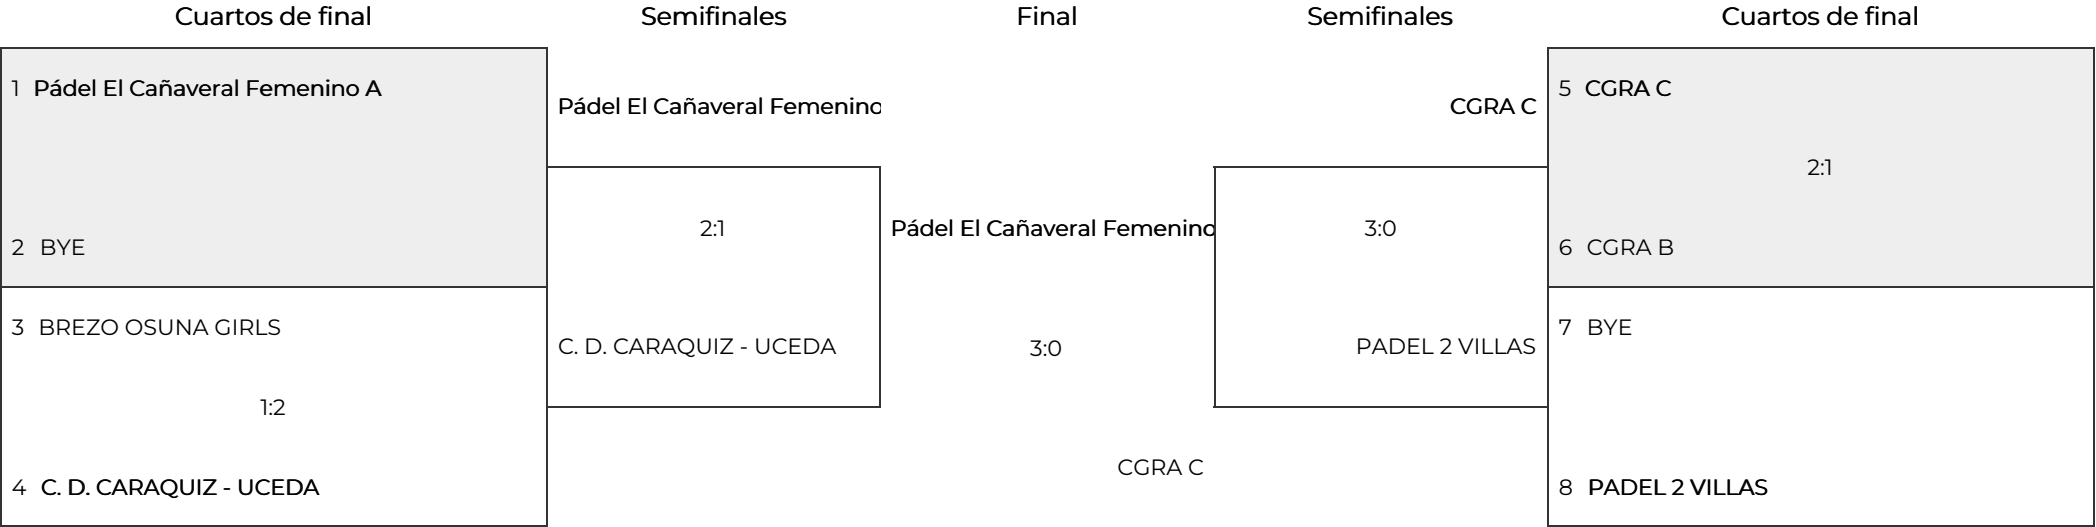 Cuartos de final
Semifinales
Final
Semifinales
Cuartos de final
1 Pádel El Cañaveral Femenino A
2 BYE
3 BREZO OSUNA GIRLS
1:2
4 C. D. CARAQUIZ - UCEDA
Pádel El Cañaveral Femenino
2:1
C. D. CARAQUIZ - UCEDA
Pádel El Cañaveral Femenino
3:0
CGRA C
CGRA C
3:0
PADEL 2 VILLAS
5 CGRA C
2:1
6 CGRA B
7 BYE
8 PADEL 2 VILLAS